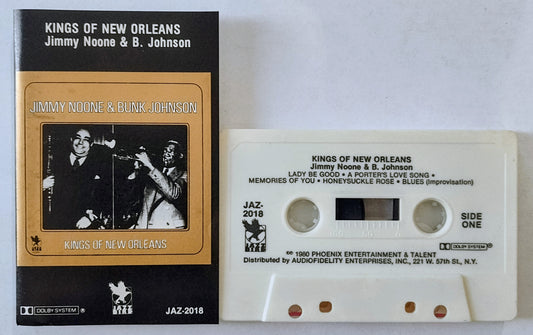 KINGS OF NEW ORLEANS
Jimmy Noone & B. Johnson
JIMMY NOONE & BUNK JOHNSON
KINGS OF NEW ORLEANS
DOLBY SYSTEM
JAZ-2018
KINGS OF NEW ORLEANS
Jimmy Noone & B. Johnson
LADY BE GOOD • A PORTER'S LOVE SONG •
MEMORIES OF YOU • HONEYSUCKLE ROSE • BLUES (Improvisation)
JAZ-
2018
SIDE
ONE
DOLBY SYSTEM
1980 PHOENIX ENTERTAINMENT & TALENT
Distributed by AUDIOFIDELITY ENTERPRISES, INC., 221 W. 57th St., N.Y.